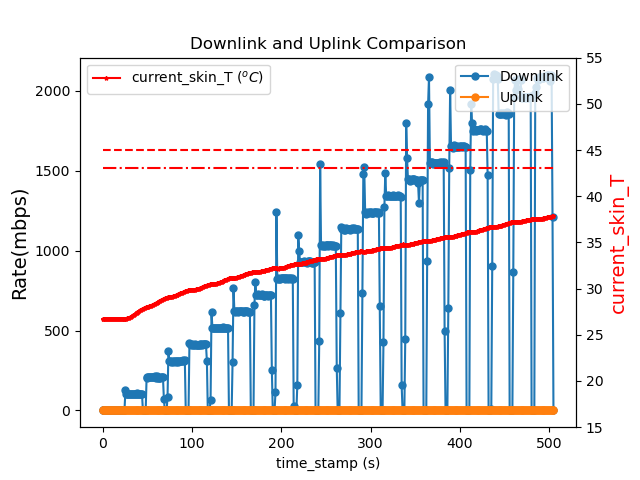 Downlink and Uplink Comparison
current_skin_T (°C)
Downlink
Uplink
Rate(mbps)
2000
1500
1000
500
0
55
50
45
40
35
30
25
20
15
current_skin_T
0 100 200 300 400 500
time_stamp (s)